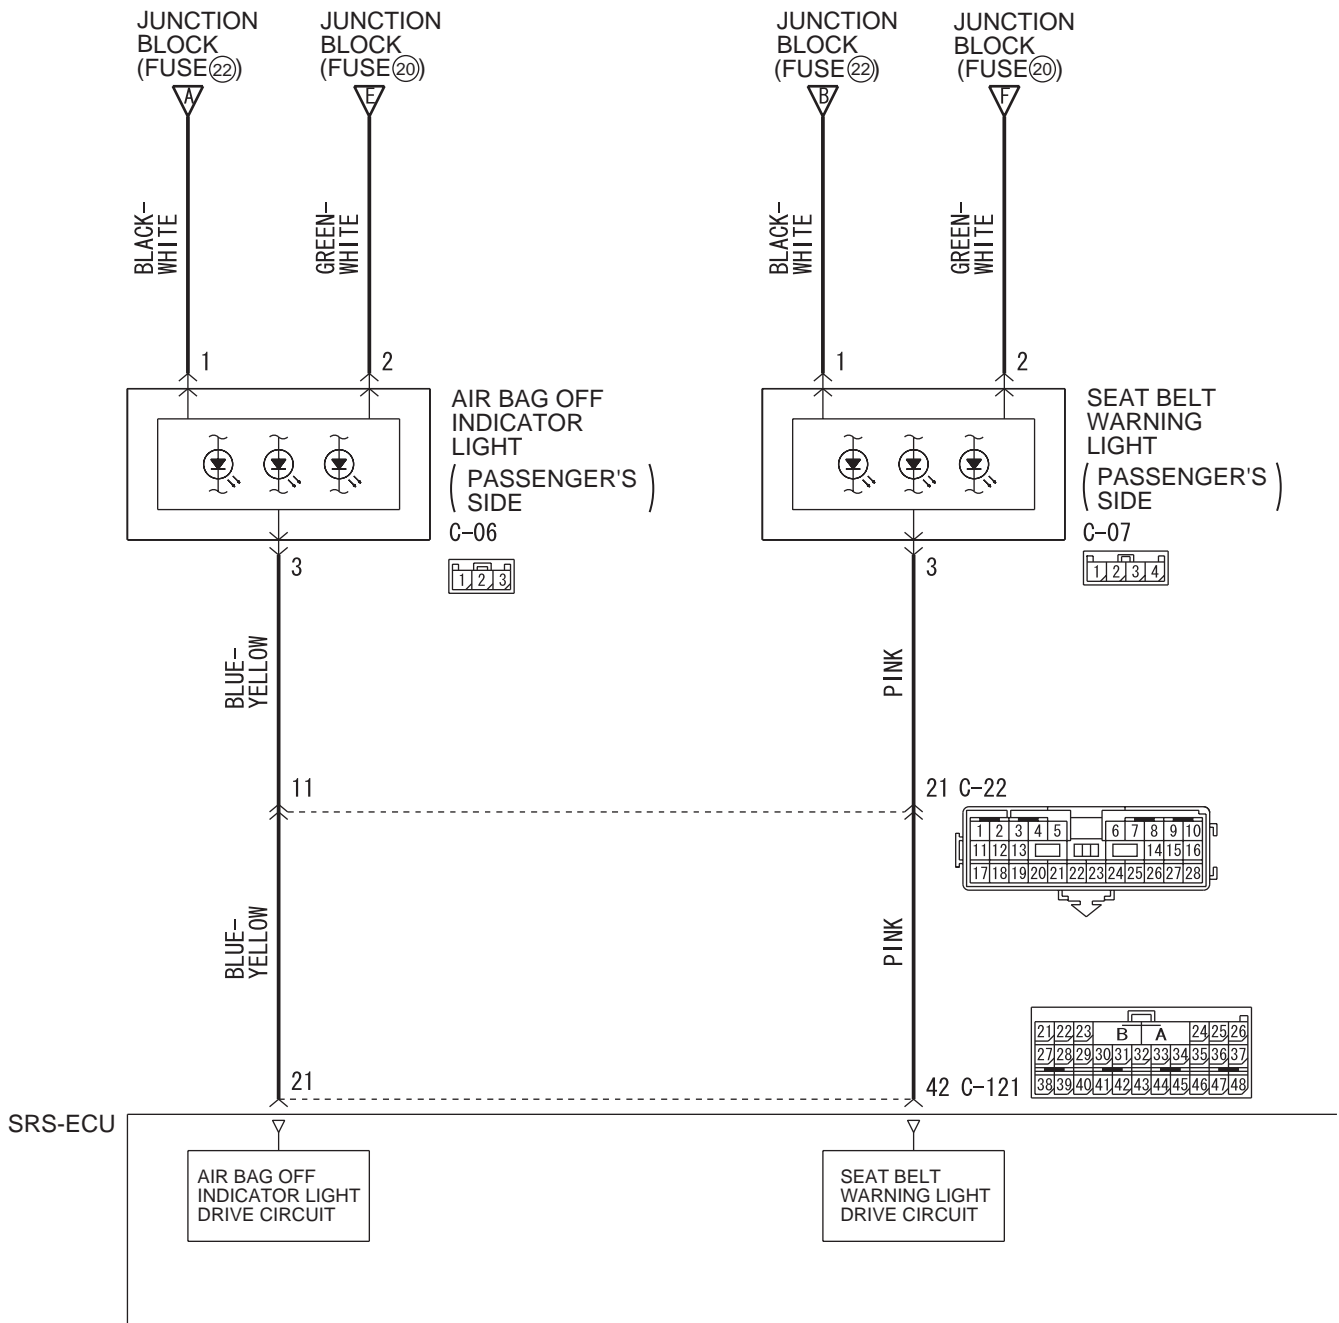 JUNCTION
BLOCK
(FUSE㉒)
A
JUNCTION
BLOCK
(FUSE⑳)
E
JUNCTION
BLOCK
(FUSE㉒)
B
JUNCTION
BLOCK
(FUSE⑳)
F
BLACK-
WHITE
GREEN-
WHITE
BLACK-
WHITE
GREEN-
WHITE
1
2
1
2
AIR BAG OFF
INDICATOR
LIGHT
(PASSENGER'S
SIDE)
C-06
1 2 3
3
SEAT BELT
WARNING
LIGHT
(PASSENGER'S
SIDE)
C-07
1 2 3 4
3
BLUE-
YELLOW
PINK
11
21 C-22
1 2 3 4 5 6 7 8 9 10
11 12 13 14 15 16
17 18 19 20 21 22 23 24 25 26 27 28
BLUE-
YELLOW
PINK
21
42 C-121
21 22 23 B A 24 25 26
27 28 29 30 31 32 33 34 35 36 37
38 39 40 41 42 43 44 45 46 47 48
SRS-ECU
AIR BAG OFF
INDICATOR LIGHT
DRIVE CIRCUIT
SEAT BELT
WARNING LIGHT
DRIVE CIRCUIT